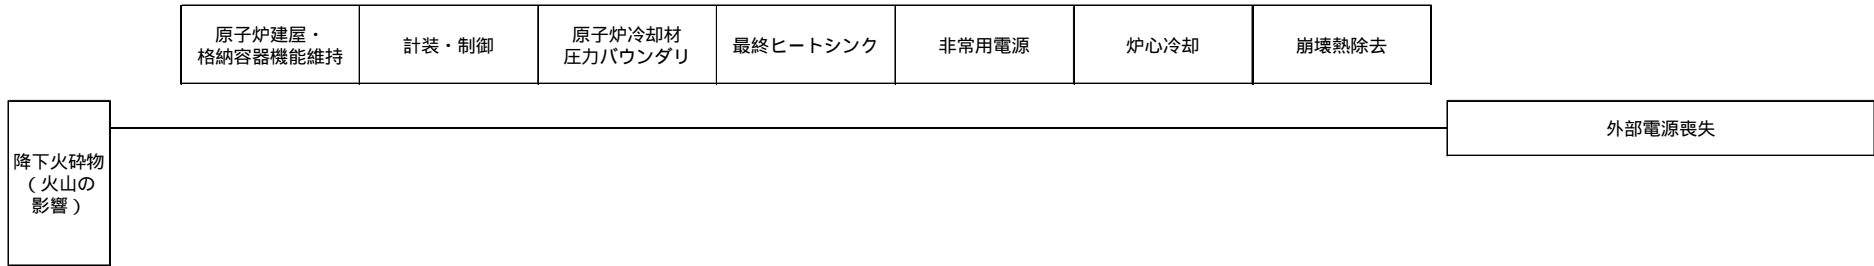 原子炉建屋・
格納容器機能維持
計装・制御
原子炉冷却材
圧力バウンダリ
最終ヒートシンク
非常用電源
炉心冷却
崩壊熱除去
降下火砕物
（火山の
影響）
外部電源喪失